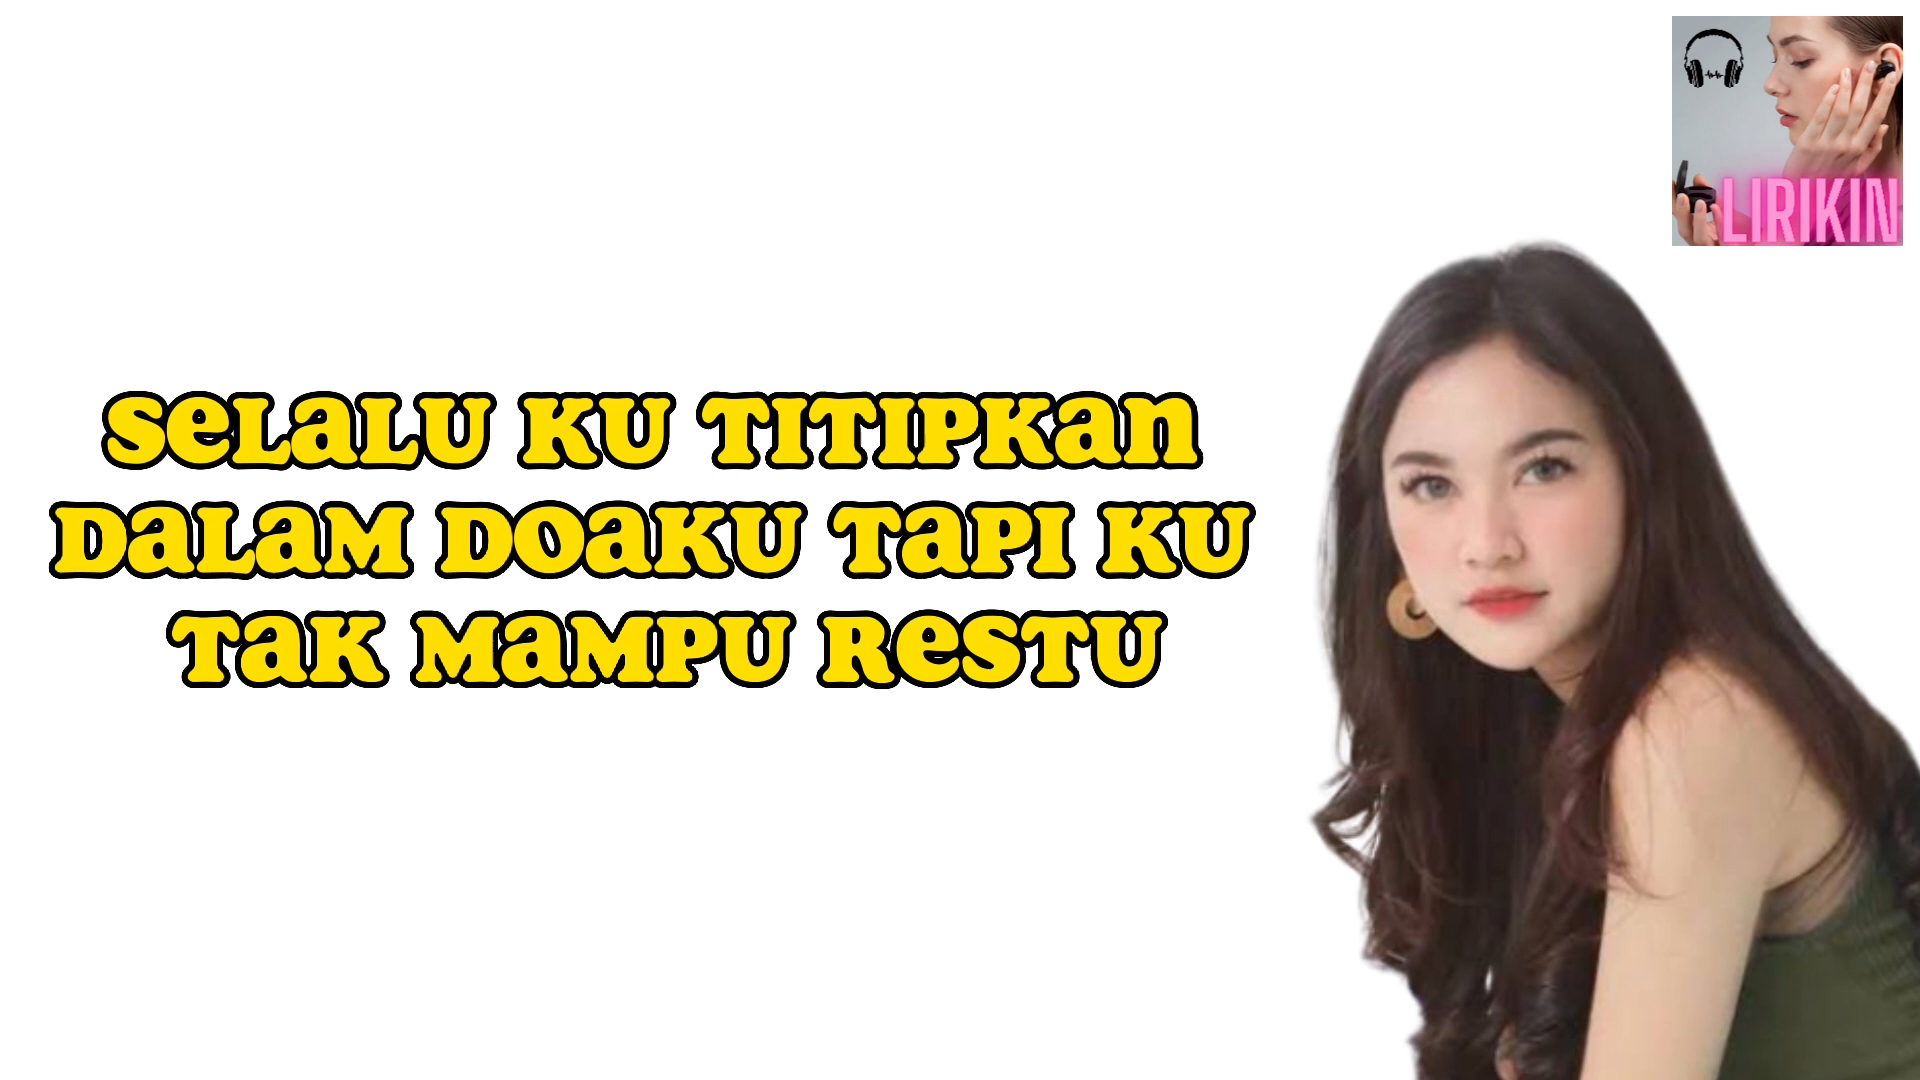 LIRIKIN
SELALU KU TITIPKAN
DALAM DOAKU TAPI KU
TAK MAMPU RESTU